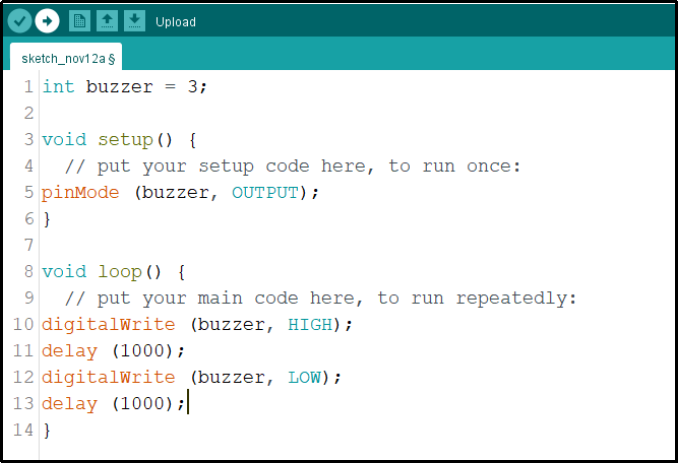 Upload
sketch_nov12a §
1 int buzzer = 3;
2
3 void setup() {
4   // put your setup code here, to run once:
5 pinMode (buzzer, OUTPUT);
6 }
7
8 void loop() {
9   // put your main code here, to run repeatedly:
10 digitalWrite (buzzer, HIGH);
11 delay (1000);
12 digitalWrite (buzzer, LOW);
13 delay (1000);
14 }